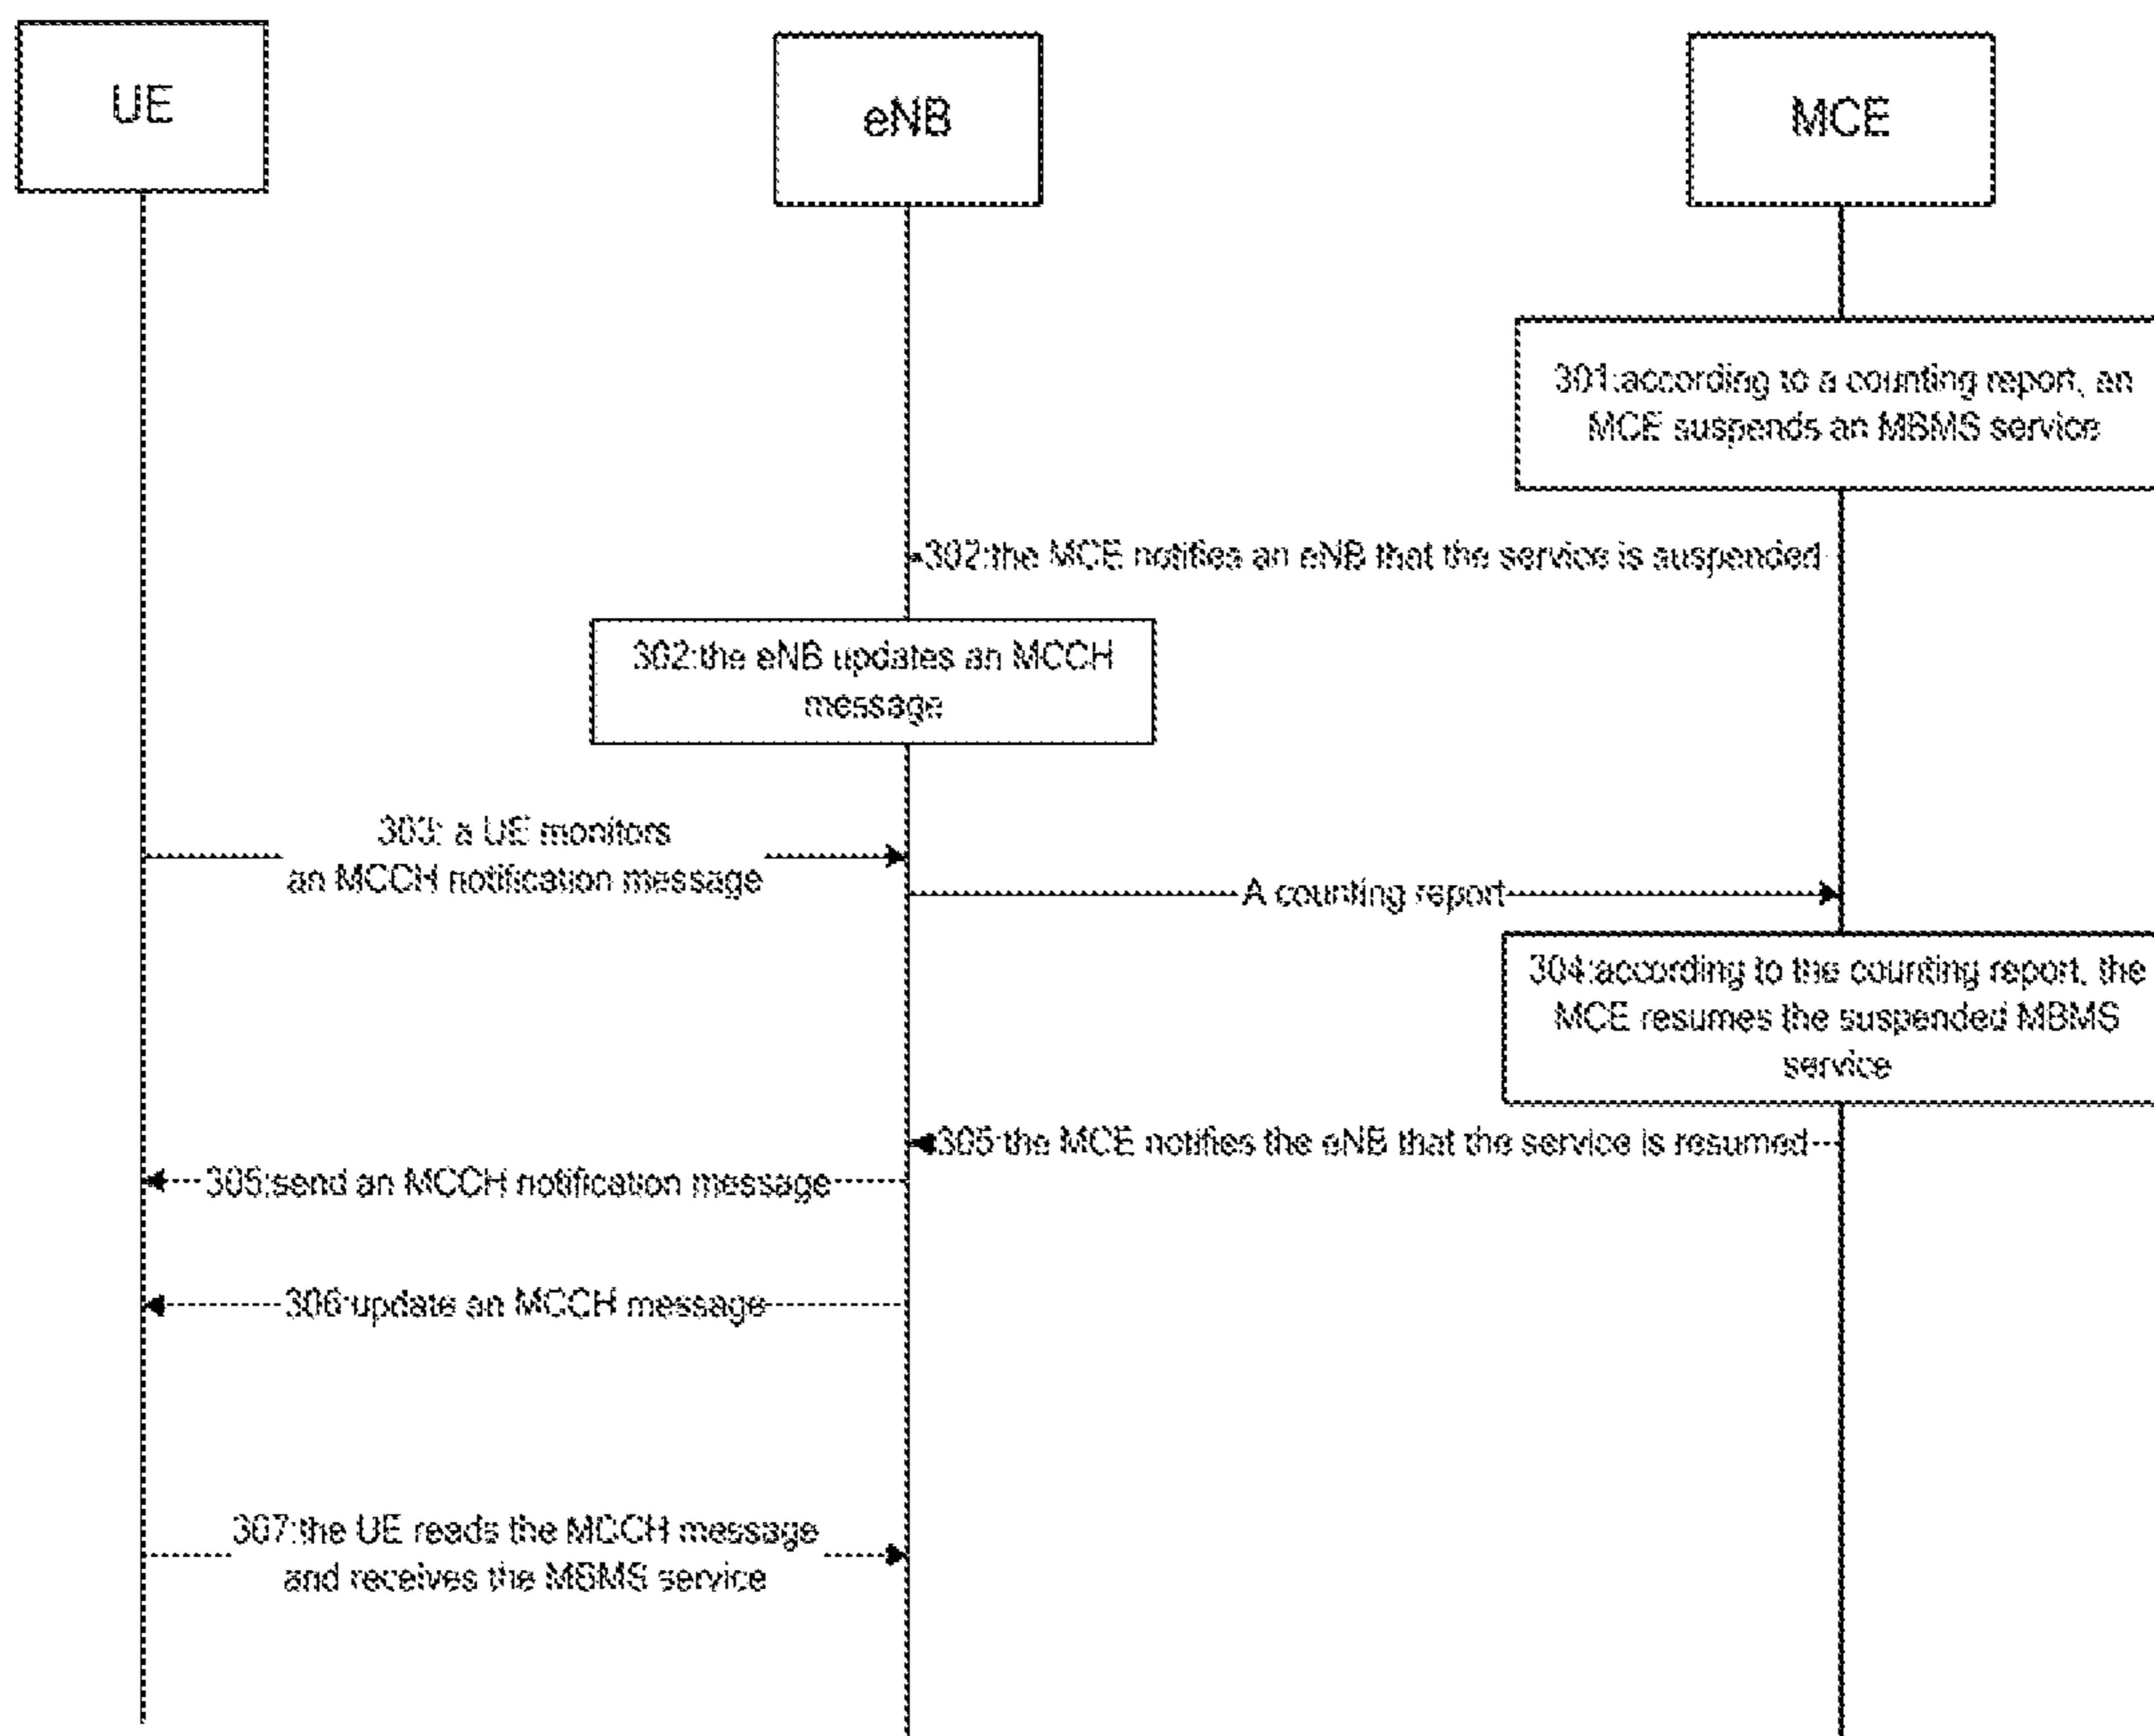 UE
eNB
MCE
301:according to a counting report, an
MCE suspends an MBMS service
302:the MCE notifies an eNB that the service is suspended
302:the eNB updates an MCCH
message
303: a UE monitors
an MCCH notification message
A counting report
304:according to the counting report, the
MCE resumes the suspended MBMS
service
305:the MCE notifies the eNB that the service is resumed
305:send an MCCH notification message
306:update an MCCH message
307:the UE reads the MCCH message
and receives the MBMS service